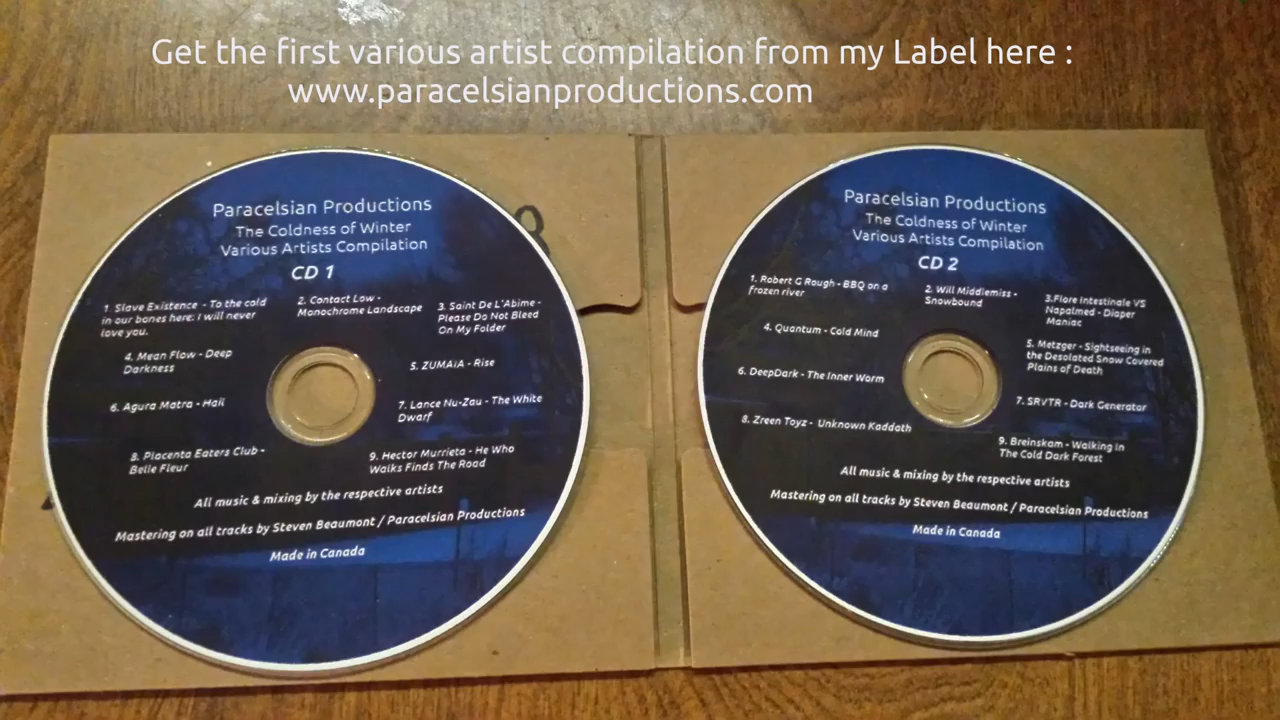 Get the first various artist compilation from my Label here :
www.paracelsianproductions.com
Paracelsian Productions
The Coldness of Winter
Various Artists Compilation
CD 1
1. Slave Existence - To the cold
in our bones here; I will never
love you.
2. Contact Low -
Monochrome Landscape
3. Saint De L'Abime -
Please Do Not Bleed
On My Folder
4. Mean Flow - Deep
Darkness
5. ZUMAiA - Rise
6. Agura Matra - Hail
7. Lance Nu-Zau - The White
Dwarf
8. Placenta Eaters Club -
Belle Fleur
9. Hector Murrieta - He Who
Walks Finds The Road
All music & mixing by the respective artists
Mastering on all tracks by Steven Beaumont / Paracelsian Productions
Made in Canada
Paracelsian Productions
The Coldness of Winter
Various Artists Compilation
CD 2
1. Robert G Rough - BBQ on a
frozen river
2. Will Middlemiss -
Snowbound
3.Flore Intestinale VS
Napalmed - Diaper
Maniac
4. Quantum - Cold Mind
5. Metzger - Sightseeing in
the Desolated Snow Covered
Plains of Death
6. DeepDark - The Inner Worm
7. SRVTR - Dark Generator
8. Zreen Toyz - Unknown Kaddath
9. Breinskam - Walking in
The Cold Dark Forest
All music & mixing by the respective artists
Mastering on all tracks by Steven Beaumont / Paracelsian Productions
Made in Canada